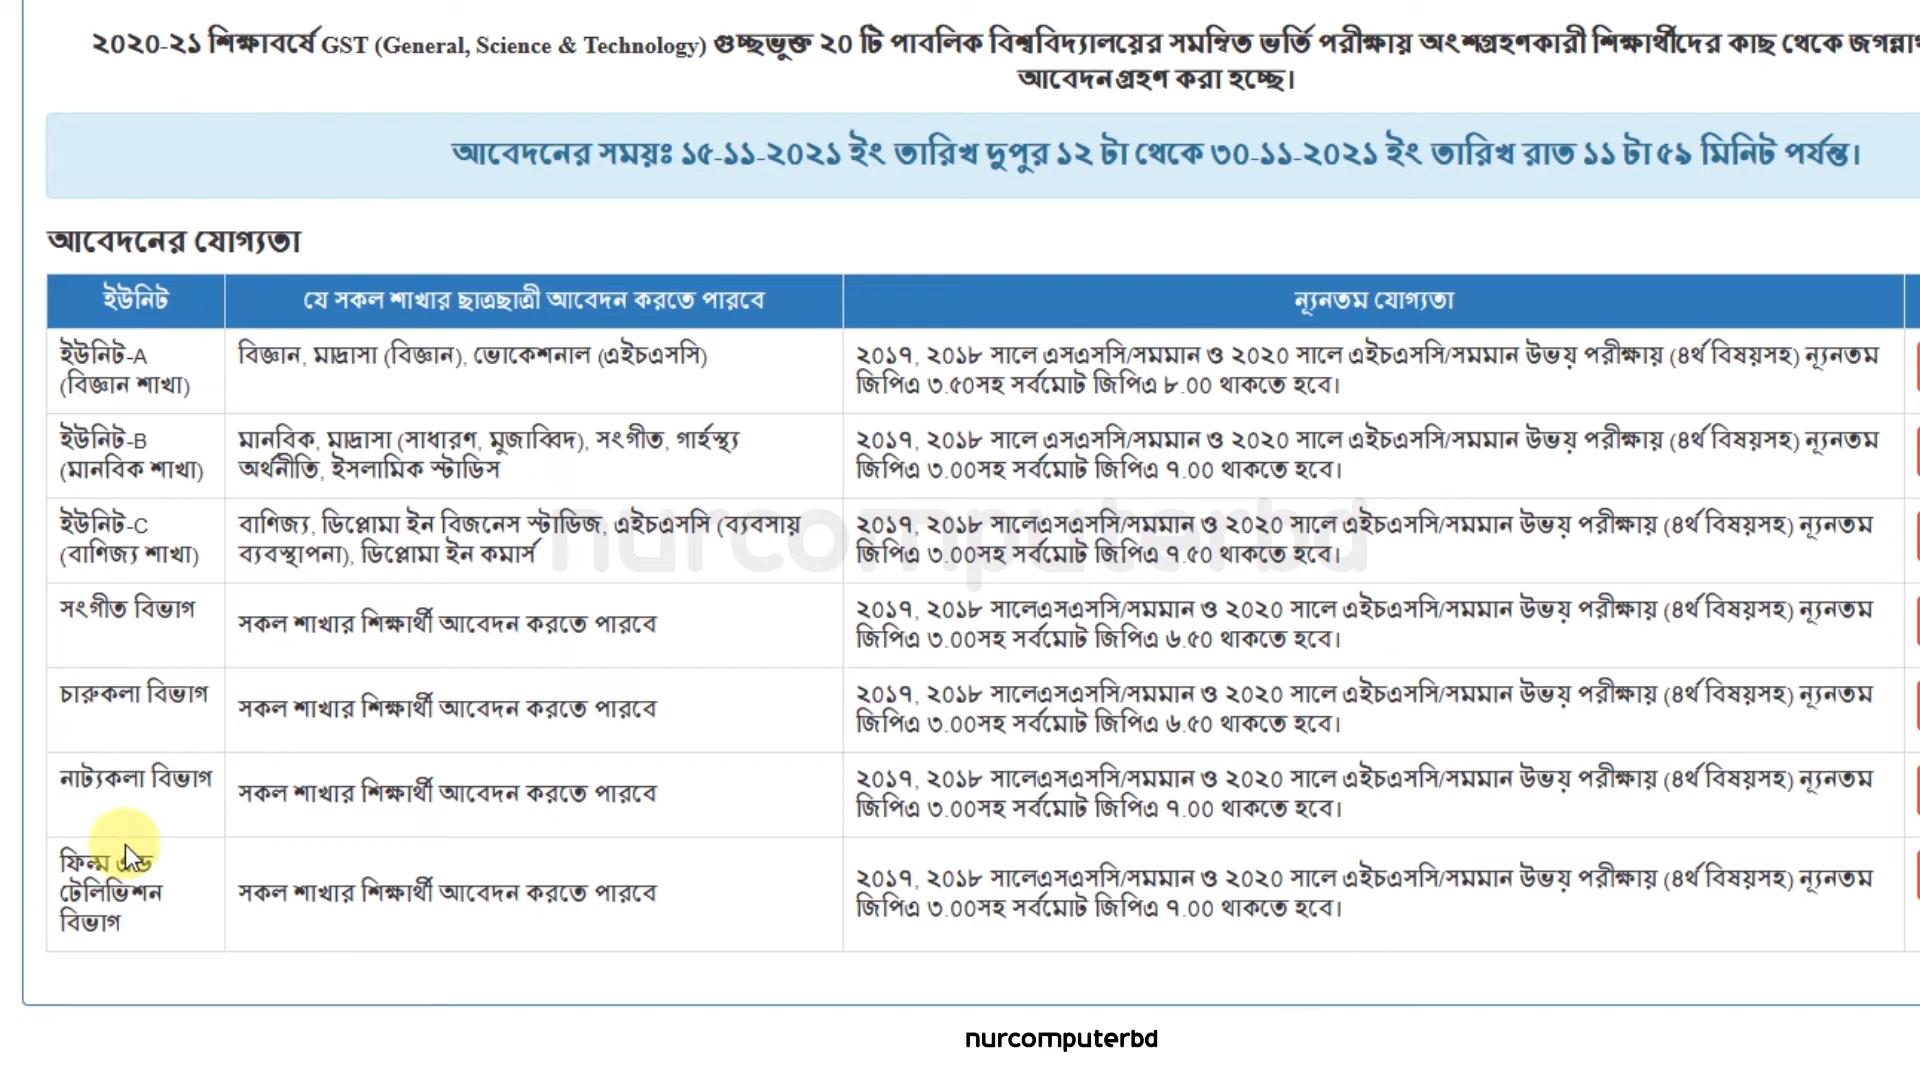 ২০২০-২১ শিক্ষাবর্ষে GST (General, Science & Technology) গুচ্ছভুক্ত ২০ টি পাবলিক বিশ্ববিদ্যালয়ের সমন্বিত ভর্তি পরীক্ষায় অংশগ্রহণকারী শিক্ষার্থীদের কাছ থেকে
আবেদন গ্রহণ করা হচ্ছে।
আবেদনের সময়ঃ ১৫-১১-২০২১ ইং তারিখ দুপুর ১২ টা থেকে ৩০-১১-২০২১ ইং তারিখ রাত ১১ টা ৫৯ মিনিট পর্যন্ত।
আবেদনের যোগ্যতা
ইউনিট যে সকল শাখার ছাত্রছাত্রী আবেদন করতে পারবে ন্যূনতম যোগ্যতা
ইউনিট-A বিজ্ঞান, মাদ্রাসা (বিজ্ঞান), ভোকেশনাল (এইচএসসি) ২০১৭, ২০১৮ সালে এসএসসি/সমমান ও ২০২০ সালে এইচএসসি/সমমান উভয় পরীক্ষায় (৪র্থ বিষয়সহ) ন্যূনতম
(বিজ্ঞান শাখা) জিপিএ ৩.৫০সহ সর্বমোট জিপিএ ৮.০০ থাকতে হবে।
ইউনিট-B মানবিক, মাদ্রাসা (সাধারণ, মুজাব্বিদ), সংগীত, গার্হস্থ্য ২০১৭, ২০১৮ সালে এসএসসি/সমমান ও ২০২০ সালে এইচএসসি/সমমান উভয় পরীক্ষায় (৪র্থ বিষয়সহ) ন্যূনতম
(মানবিক শাখা) অর্থনীতি, ইসলামিক স্টাডিস জিপিএ ৩.০০সহ সর্বমোট জিপিএ ৭.০০ থাকতে হবে।
ইউনিট-C বাণিজ্য, ডিপ্লোমা ইন বিজনেস স্টাডিজ, এইচএসসি (ব্যবসায় ২০১৭, ২০১৮ সালেএসএসসি/সমমান ও ২০২০ সালে এইচএসসি/সমমান উভয় পরীক্ষায় (৪র্থ বিষয়সহ) ন্যূনতম
(বাণিজ্য শাখা) ব্যবস্থাপনা), ডিপ্লোমা ইন কমার্স জিপিএ ৩.০০সহ সর্বমোট জিপিএ ৭.৫০ থাকতে হবে।
nurcomputerbd
সংগীত বিভাগ সকল শাখার শিক্ষার্থী আবেদন করতে পারবে ২০১৭, ২০১৮ সালেএসএসসি/সমমান ও ২০২০ সালে এইচএসসি/সমমান উভয় পরীক্ষায় (৪র্থ বিষয়সহ) ন্যূনতম
জিপিএ ৩.০০সহ সর্বমোট জিপিএ ৬.৫০ থাকতে হবে।
চারুকলা বিভাগ সকল শাখার শিক্ষার্থী আবেদন করতে পারবে ২০১৭, ২০১৮ সালেএসএসসি/সমমান ও ২০২০ সালে এইচএসসি/সমমান উভয় পরীক্ষায় (৪র্থ বিষয়সহ) ন্যূনতম
জিপিএ ৩.০০সহ সর্বমোট জিপিএ ৬.৫০ থাকতে হবে।
নাট্যকলা বিভাগ সকল শাখার শিক্ষার্থী আবেদন করতে পারবে ২০১৭, ২০১৮ সালেএসএসসি/সমমান ও ২০২০ সালে এইচএসসি/সমমান উভয় পরীক্ষায় (৪র্থ বিষয়সহ) ন্যূনতম
জিপিএ ৩.০০সহ সর্বমোট জিপিএ ৭.০০ থাকতে হবে।
ফিল্ম এন্ড
টেলিভিশন সকল শাখার শিক্ষার্থী আবেদন করতে পারবে ২০১৭, ২০১৮ সালেএসএসসি/সমমান ও ২০২০ সালে এইচএসসি/সমমান উভয় পরীক্ষায় (৪র্থ বিষয়সহ) ন্যূনতম
বিভাগ জিপিএ ৩.০০সহ সর্বমোট জিপিএ ৭.০০ থাকতে হবে।
nurcomputerbd